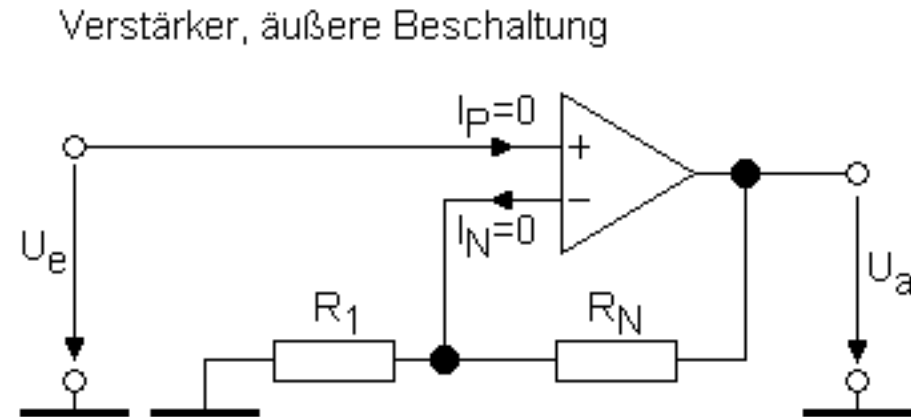 Verstärker, äußere Beschaltung
IP=0
+
−
IN=0
Ue
Ua
R1
RN